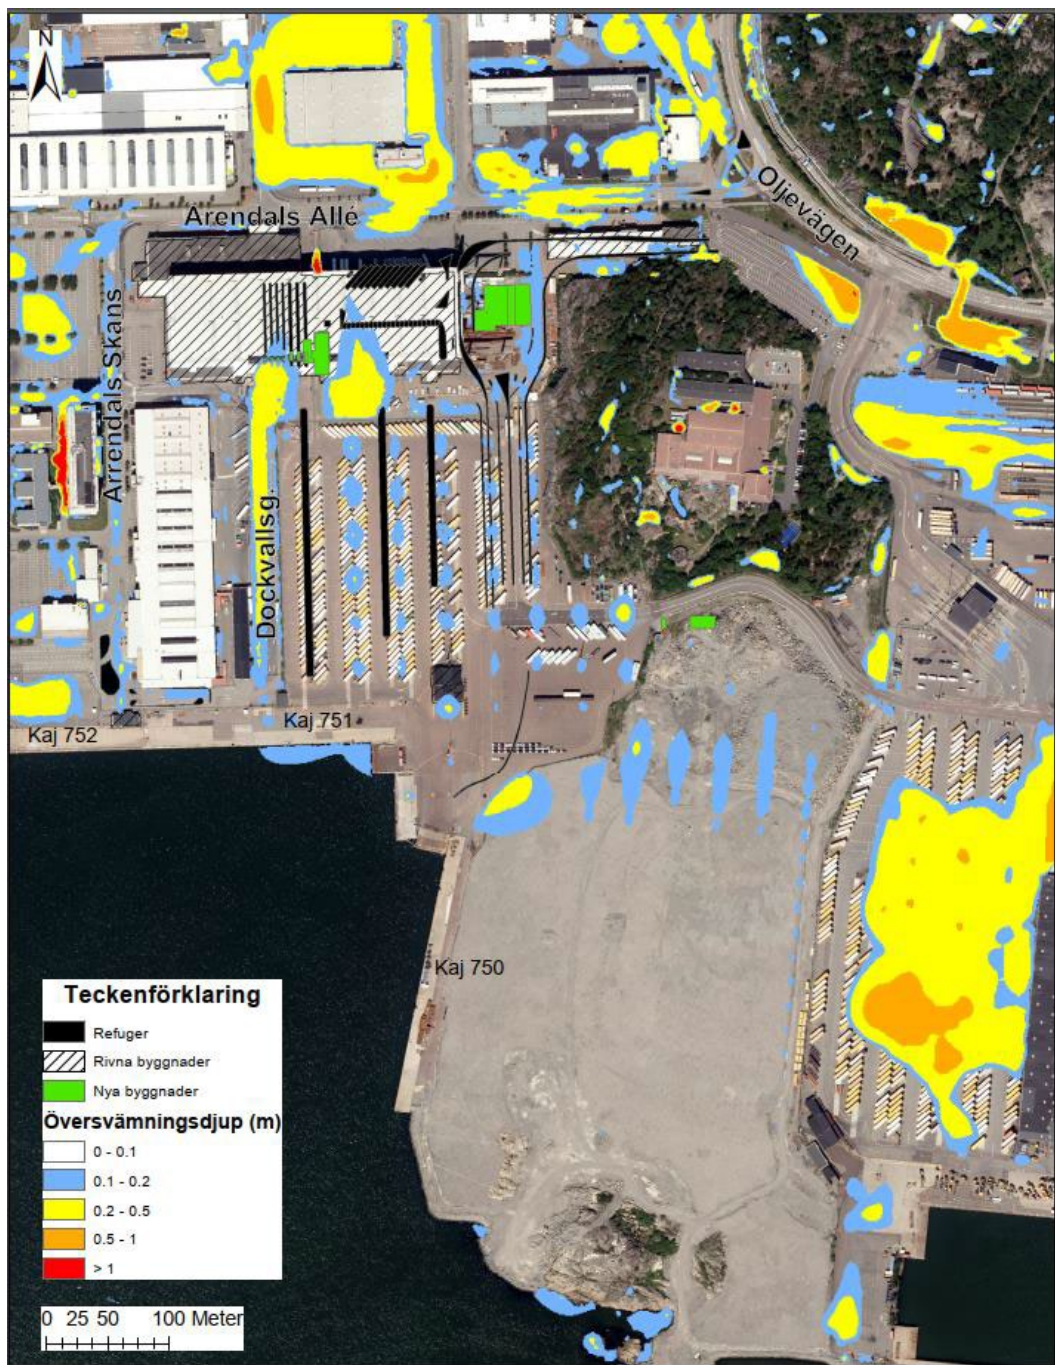 N
Oljevägen
Arendals Allé
Arendals Skans
Dockvallsg
Kaj 752
Kaj 751
Kaj 750
Teckenförklaring
Refuger
Rivna byggnader
Nya byggnader
Översvämningsdjup (m)
0 - 0.1
0.1 - 0.2
0.2 - 0.5
0.5 - 1
> 1
0 25 50 100 Meter